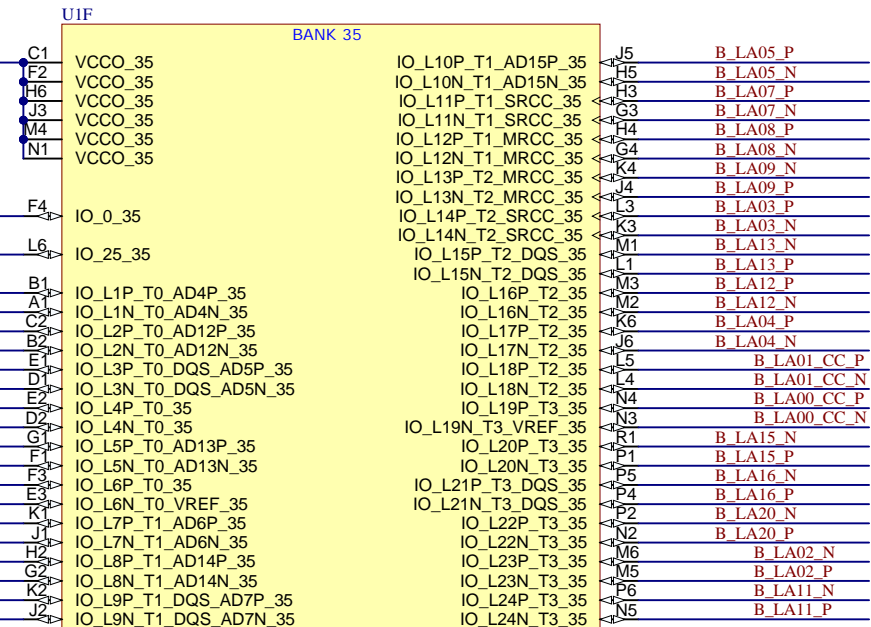 U1F
BANK 35
C1 VCCO_35 IO_L10P_T1_AD15P_35 J5 B_LA05_P
F2 VCCO_35 IO_L10N_T1_AD15N_35 H5 B_LA05_N
H6 VCCO_35 IO_L11P_T1_SRCC_35 H3 B_LA07_P
J3 VCCO_35 IO_L11N_T1_SRCC_35 G3 B_LA07_N
M4 VCCO_35 IO_L12P_T1_MRCC_35 H4 B_LA08_P
N1 VCCO_35 IO_L12N_T1_MRCC_35 G4 B_LA08_N
IO_L13P_T2_MRCC_35 K4 B_LA09_N
IO_L13N_T2_MRCC_35 J4 B_LA09_P
F4 IO_0_35 IO_L14P_T2_SRCC_35 L3 B_LA03_P
IO_L14N_T2_SRCC_35 K3 B_LA03_N
L6 IO_25_35 IO_L15P_T2_DQS_35 M1 B_LA13_N
IO_L15N_T2_DQS_35 L1 B_LA13_P
B1 IO_L1P_T0_AD4P_35 IO_L16P_T2_35 M3 B_LA12_P
A1 IO_L1N_T0_AD4N_35 IO_L16N_T2_35 M2 B_LA12_N
C2 IO_L2P_T0_AD12P_35 IO_L17P_T2_35 K6 B_LA04_P
B2 IO_L2N_T0_AD12N_35 IO_L17N_T2_35 J6 B_LA04_N
E1 IO_L3P_T0_DQS_AD5P_35 IO_L18P_T2_35 L5 B_LA01_CC_P
D1 IO_L3N_T0_DQS_AD5N_35 IO_L18N_T2_35 L4 B_LA01_CC_N
E2 IO_L4P_T0_35 IO_L19P_T3_35 N4 B_LA00_CC_P
D2 IO_L4N_T0_35 IO_L19N_T3_VREF_35 N3 B_LA00_CC_N
G1 IO_L5P_T0_AD13P_35 IO_L20P_T3_35 R1 B_LA15_N
F1 IO_L5N_T0_AD13N_35 IO_L20N_T3_35 P1 B_LA15_P
F3 IO_L6P_T0_35 IO_L21P_T3_DQS_35 P5 B_LA16_N
E3 IO_L6N_T0_VREF_35 IO_L21N_T3_DQS_35 P4 B_LA16_P
K1 IO_L7P_T1_AD6P_35 IO_L22P_T3_35 P2 B_LA20_N
J1 IO_L7N_T1_AD6N_35 IO_L22N_T3_35 N2 B_LA20_P
H2 IO_L8P_T1_AD14P_35 IO_L23P_T3_35 M6 B_LA02_N
G2 IO_L8N_T1_AD14N_35 IO_L23N_T3_35 M5 B_LA02_P
K2 IO_L9P_T1_DQS_AD7P_35 IO_L24P_T3_35 P6 B_LA11_N
J2 IO_L9N_T1_DQS_AD7N_35 IO_L24N_T3_35 N5 B_LA11_P